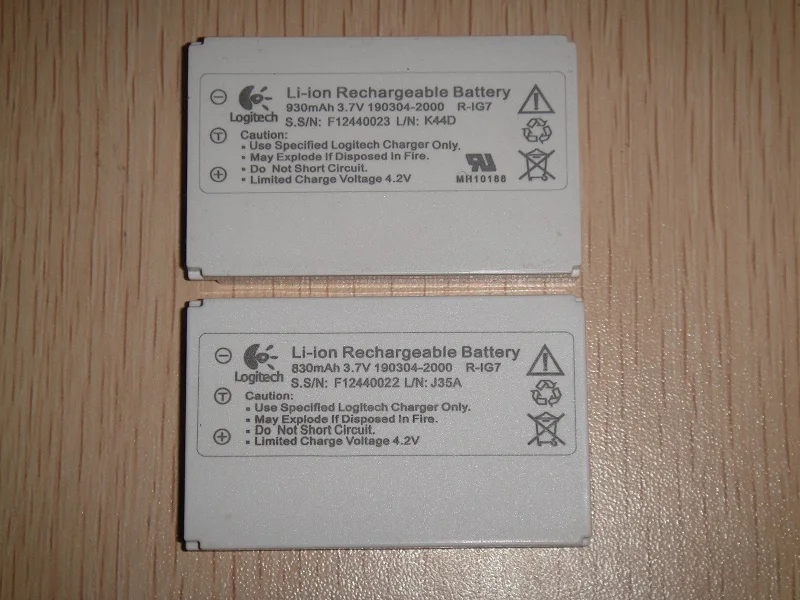 Li-ion Rechargeable Battery
930mAh 3.7V 190304-2000 R-IG7
Logitech
S.S/N: F12440023 L/N: K44D
Caution:
▪ Use Specified Logitech Charger Only.
▪ May Explode if Disposed in Fire.
▪ Do Not Short Circuit.
▪ Limited Charge Voltage 4.2V
MH10166
T
Li-ion Rechargeable Battery
830mAh 3.7V 190304-2000 R-IG7
Logitech
S.S/N: F12440022 L/N: J35A
Caution:
▪ Use Specified Logitech Charger Only.
▪ May Explode if Disposed in Fire.
▪ Do Not Short Circuit.
▪ Limited Charge Voltage 4.2V
T